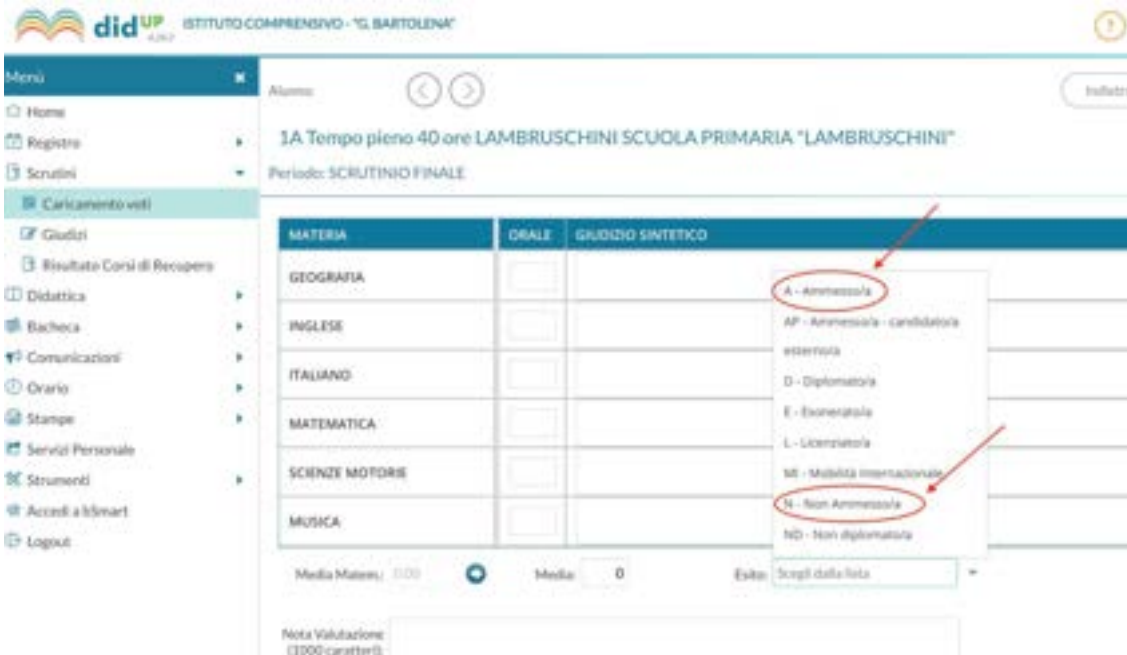 didUP
ISTITUTO COMPRENSIVO - "G. BARTOLENA"
?
Menù
Alunno:
Home
Registro
Scrutini
Caricamento voti
Giudizi
Risultato Corsi di Recupero
Didattica
Bacheca
Comunicazioni
Orario
Stampe
Servizi Personale
Strumenti
Accedi a bSmart
Logout
1A Tempo pieno 40 ore LAMBRUSCHINI SCUOLA PRIMARIA "LAMBRUSCHINI"
Periodo: SCRUTINIO FINALE
MATERIA ORALE GIUDIZIO SINTETICO
GEOGRAFIA
INGLESE
ITALIANO
MATEMATICA
SCIENZE MOTORIE
MUSICA
A - Ammesso/a
AP - Ammesso/a - candidato/a
esterno/a
D - Diplomato/a
E - Esonerato/a
L - Licenziato/a
MI - Mobilità Internazionale
N - Non Ammesso/a
ND - Non diplomato/a
Media Matem.: 0.00 Media: 0 Esito: Scegli dalla lista
Nota Valutazione
(1000 caratteri):